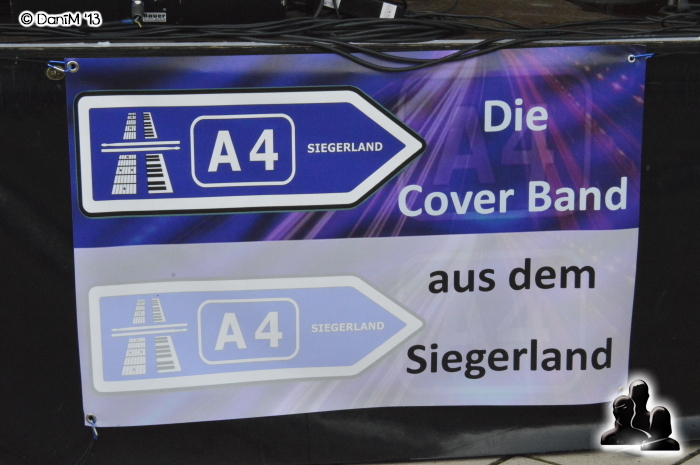 © DaniM '13
Die
Cover Band
A4 SIEGERLAND
aus dem
Siegerland
A4 SIEGERLAND